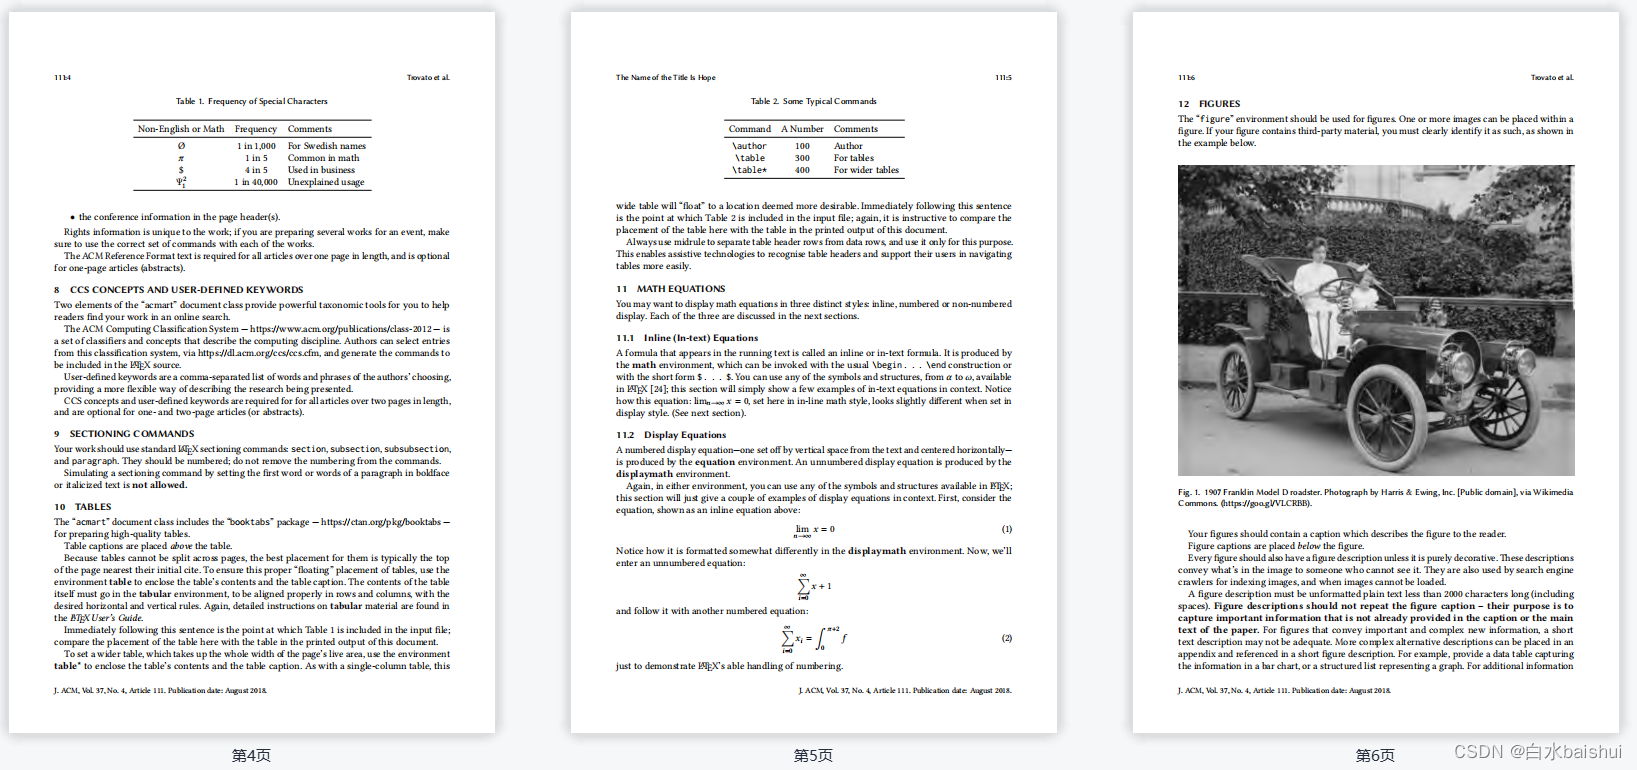 111:4 Trovato et al.
Table 1. Frequency of Special Characters
Non-English or Math Frequency Comments
Ø 1 in 1,000 For Swedish names
π 1 in 5 Common in math
$ 4 in 5 Used in business
Ψ₁² 1 in 40,000 Unexplained usage
• the conference information in the page header(s).
Rights information is unique to the work; if you are preparing several works for an event, make
sure to use the correct set of commands with each of the works.
The ACM Reference Format text is required for all articles over one page in length, and is optional
for one-page articles (abstracts).
8 CCS CONCEPTS AND USER-DEFINED KEYWORDS
Two elements of the "acmart" document class provide powerful taxonomic tools for you to help
readers find your work in an online search.
The ACM Computing Classification System — https://www.acm.org/publications/class-2012 — is
a set of classifiers and concepts that describe the computing discipline. Authors can select entries
from this classification system, via https://dl.acm.org/ccs/ccs.cfm, and generate the commands to
be included in the LATEX source.
User-defined keywords are a comma-separated list of words and phrases of the authors' choosing,
providing a more flexible way of describing the research being presented.
CCS concepts and user-defined keywords are required for for all articles over two pages in length,
and are optional for one- and two-page articles (or abstracts).
9 SECTIONING COMMANDS
Your work should use standard LATEX sectioning commands: section, subsection, subsubsection,
and paragraph. They should be numbered; do not remove the numbering from the commands.
Simulating a sectioning command by setting the first word or words of a paragraph in boldface
or italicized text is not allowed.
10 TABLES
The "acmart" document class includes the "booktabs" package — https://ctan.org/pkg/booktabs —
for preparing high-quality tables.
Table captions are placed above the table.
Because tables cannot be split across pages, the best placement for them is typically the top
of the page nearest their initial cite. To ensure this proper "floating" placement of tables, use the
environment table to enclose the table's contents and the table caption. The contents of the table
itself must go in the tabular environment, to be aligned properly in rows and columns, with the
desired horizontal and vertical rules. Again, detailed instructions on tabular material are found in
the LATEX User's Guide.
Immediately following this sentence is the point at which Table 1 is included in the input file;
compare the placement of the table here with the table in the printed output of this document.
To set a wider table, which takes up the whole width of the page's live area, use the environment
table* to enclose the table's contents and the table caption. As with a single-column table, this
J. ACM, Vol. 37, No. 4, Article 111. Publication date: August 2018.
第4页
The Name of the Title Is Hope 111:5
Table 2. Some Typical Commands
Command A Number Comments
\author 100 Author
\table 300 For tables
\table* 400 For wider tables
wide table will "float" to a location deemed more desirable. Immediately following this sentence
is the point at which Table 2 is included in the input file; again, it is instructive to compare the
placement of the table here with the table in the printed output of this document.
Always use midrule to separate table header rows from data rows, and use it only for this purpose.
This enables assistive technologies to recognise table headers and support their users in navigating
tables more easily.
11 MATH EQUATIONS
You may want to display math equations in three distinct styles: inline, numbered or non-numbered
display. Each of the three are discussed in the next sections.
11.1 Inline (In-text) Equations
A formula that appears in the running text is called an inline or in-text formula. It is produced by
the math environment, which can be invoked with the usual \begin . . . \end construction or
with the short form $ . . . $. You can use any of the symbols and structures, from α to ω, available
in LATEX [24]; this section will simply show a few examples of in-text equations in context. Notice
how this equation: limₙ→∞ x = 0, set here in in-line math style, looks slightly different when set in
display style. (See next section).
11.2 Display Equations
A numbered display equation—one set off by vertical space from the text and centered horizontally—
is produced by the equation environment. An unnumbered display equation is produced by the
displaymath environment.
Again, in either environment, you can use any of the symbols and structures available in LATEX;
this section will just give a couple of examples of display equations in context. First, consider the
equation, shown as an inline equation above:
lim n→∞ x = 0 (1)
Notice how it is formatted somewhat differently in the displaymath environment. Now, we'll
enter an unnumbered equation:
∞ ∑ i=0 x + 1
and follow it with another numbered equation:
∞ ∑ i=0 xᵢ = ∫ 0 π+2 f (2)
just to demonstrate LATEX's able handling of numbering.
J. ACM, Vol. 37, No. 4, Article 111. Publication date: August 2018.
第5页
111:6 Trovato et al.
12 FIGURES
The "figure" environment should be used for figures. One or more images can be placed within a
figure. If your figure contains third-party material, you must clearly identify it as such, as shown in
the example below.
Fig. 1. 1907 Franklin Model D roadster. Photograph by Harris & Ewing, Inc. [Public domain], via Wikimedia
Commons. (https://goo.gl/VLCRBB).
Your figures should contain a caption which describes the figure to the reader.
Figure captions are placed below the figure.
Every figure should also have a figure description unless it is purely decorative. These descriptions
convey what's in the image to someone who cannot see it. They are also used by search engine
crawlers for indexing images, and when images cannot be loaded.
A figure description must be unformatted plain text less than 2000 characters long (including
spaces). Figure descriptions should not repeat the figure caption – their purpose is to
capture important information that is not already provided in the caption or the main
text of the paper. For figures that convey important and complex new information, a short
text description may not be adequate. More complex alternative descriptions can be placed in an
appendix and referenced in a short figure description. For example, provide a data table capturing
the information in a bar chart, or a structured list representing a graph. For additional information
J. ACM, Vol. 37, No. 4, Article 111. Publication date: August 2018.
第6页
CSDN @白水baishui